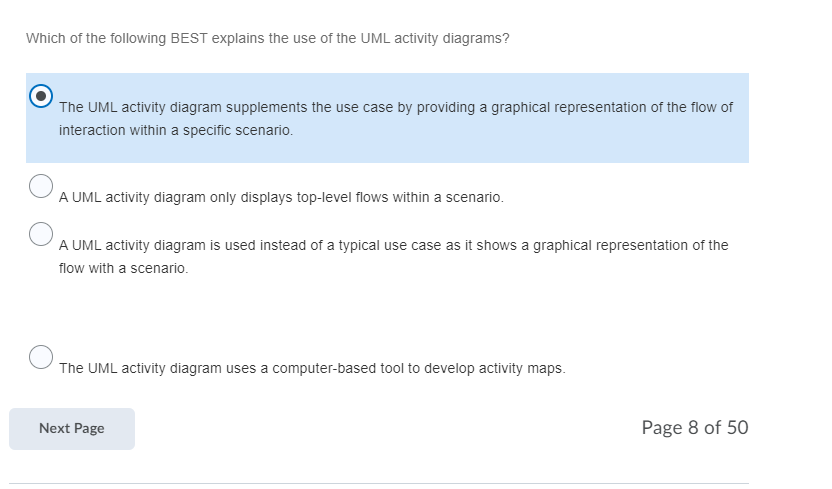 Which of the following BEST explains the use of the UML activity diagrams?
The UML activity diagram supplements the use case by providing a graphical representation of the flow of
interaction within a specific scenario.
A UML activity diagram only displays top-level flows within a scenario.
A UML activity diagram is used instead of a typical use case as it shows a graphical representation of the
flow with a scenario.
The UML activity diagram uses a computer-based tool to develop activity maps.
Next Page
Page 8 of 50